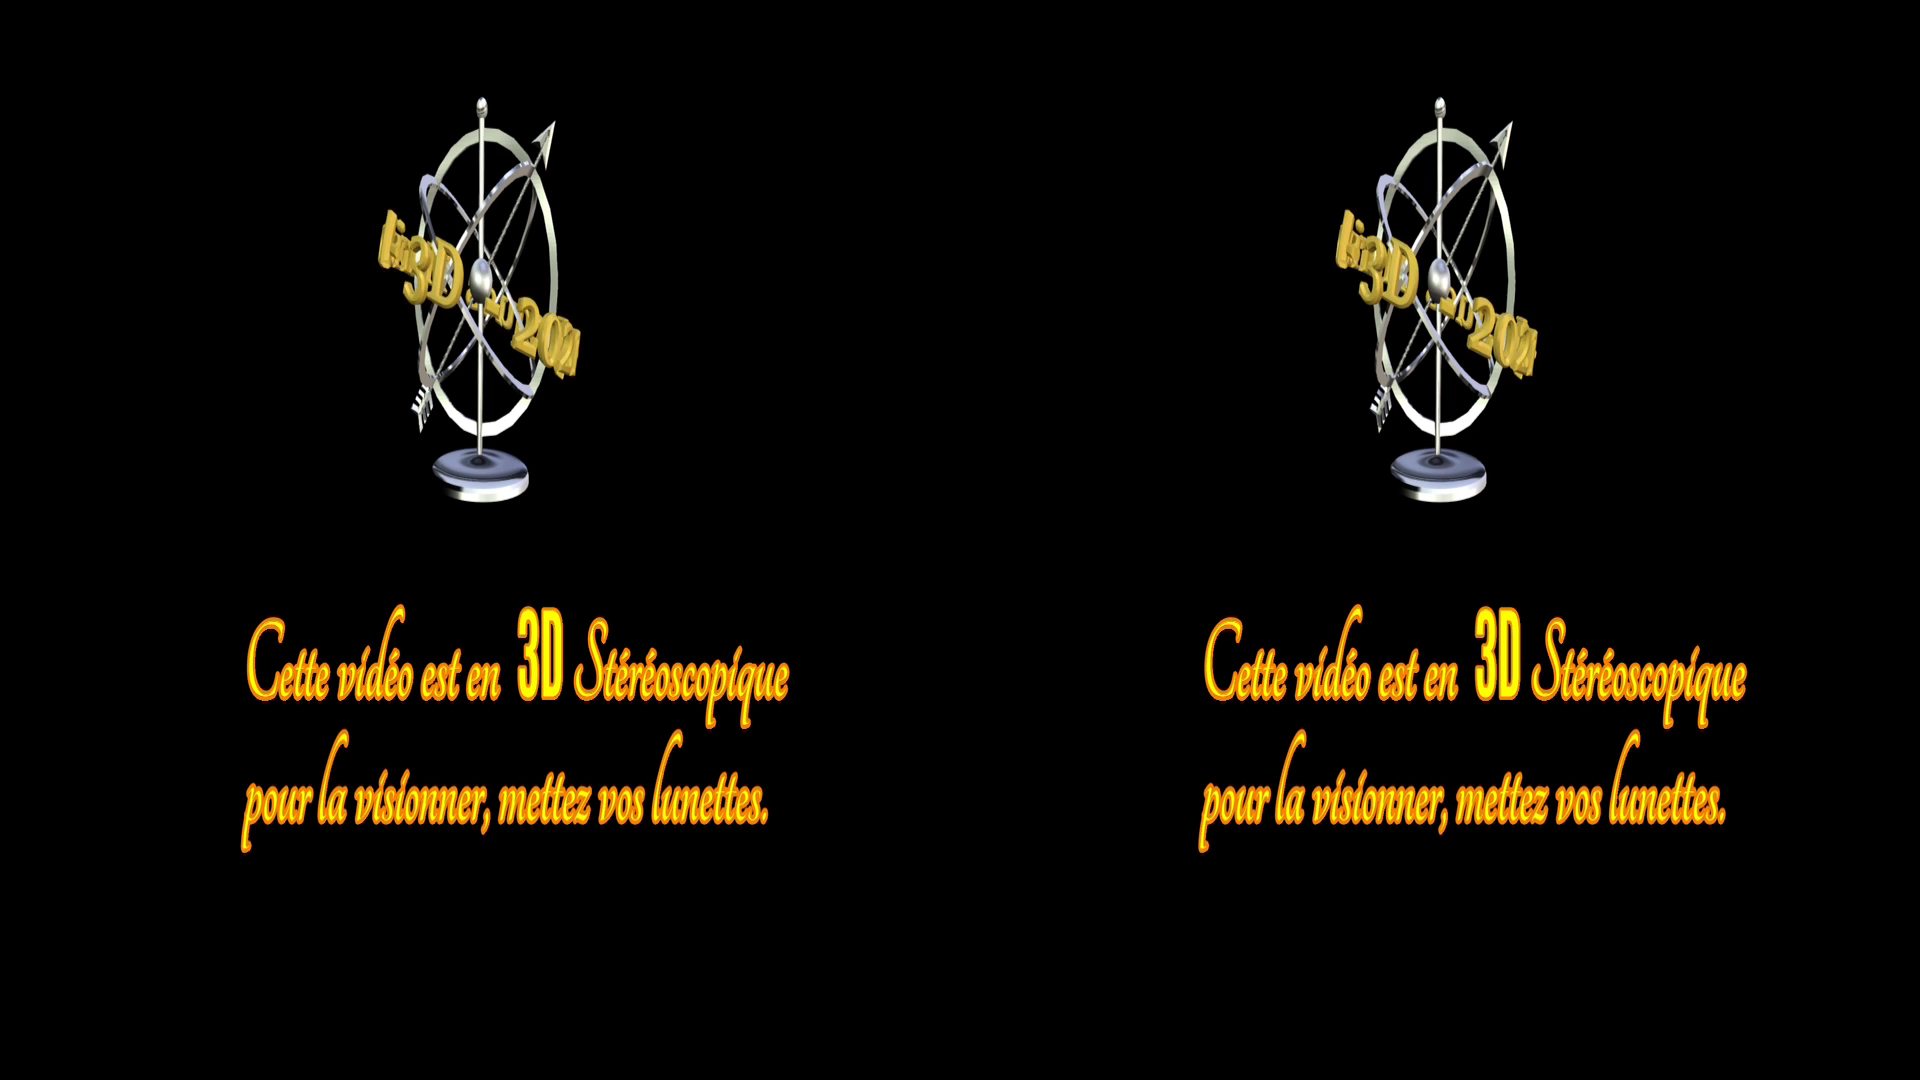 Cette vidéo est en 3D Stéréoscopique
pour la visionner, mettez vos lunettes.
Cette vidéo est en 3D Stéréoscopique
pour la visionner, mettez vos lunettes.